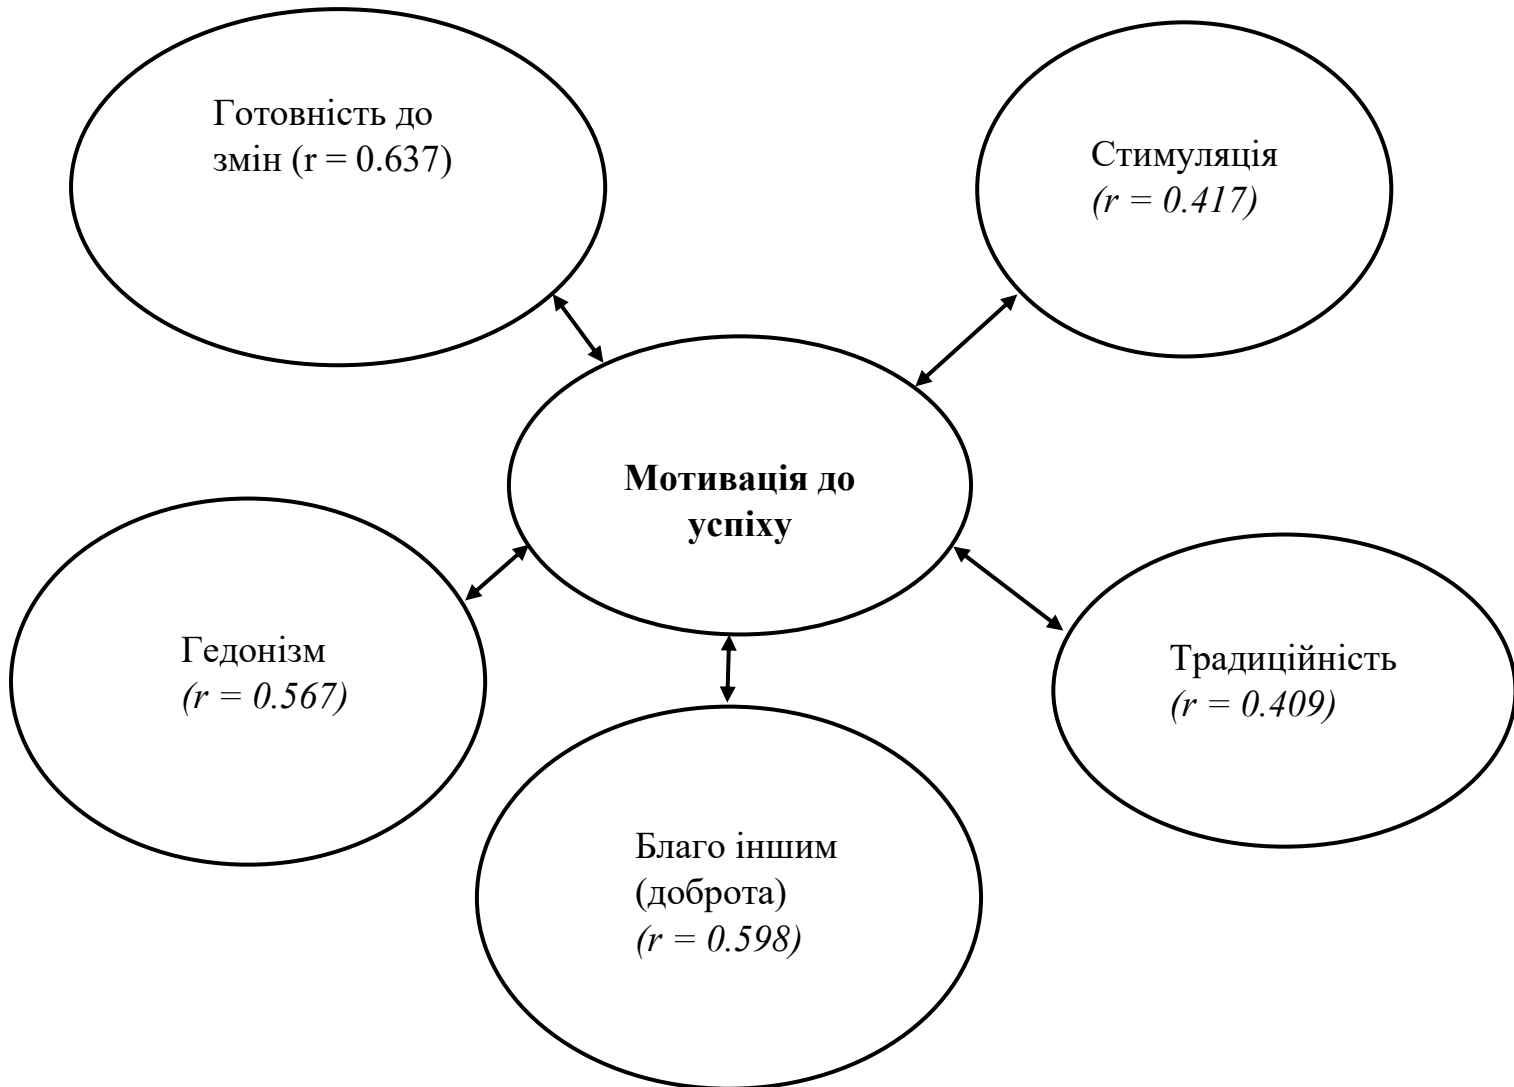 Готовність до
змін (r = 0.637)
Стимуляція
(r = 0.417)
Мотивація до
успіху
Гедонізм
(r = 0.567)
Традиційність
(r = 0.409)
Благо іншим
(доброта)
(r = 0.598)